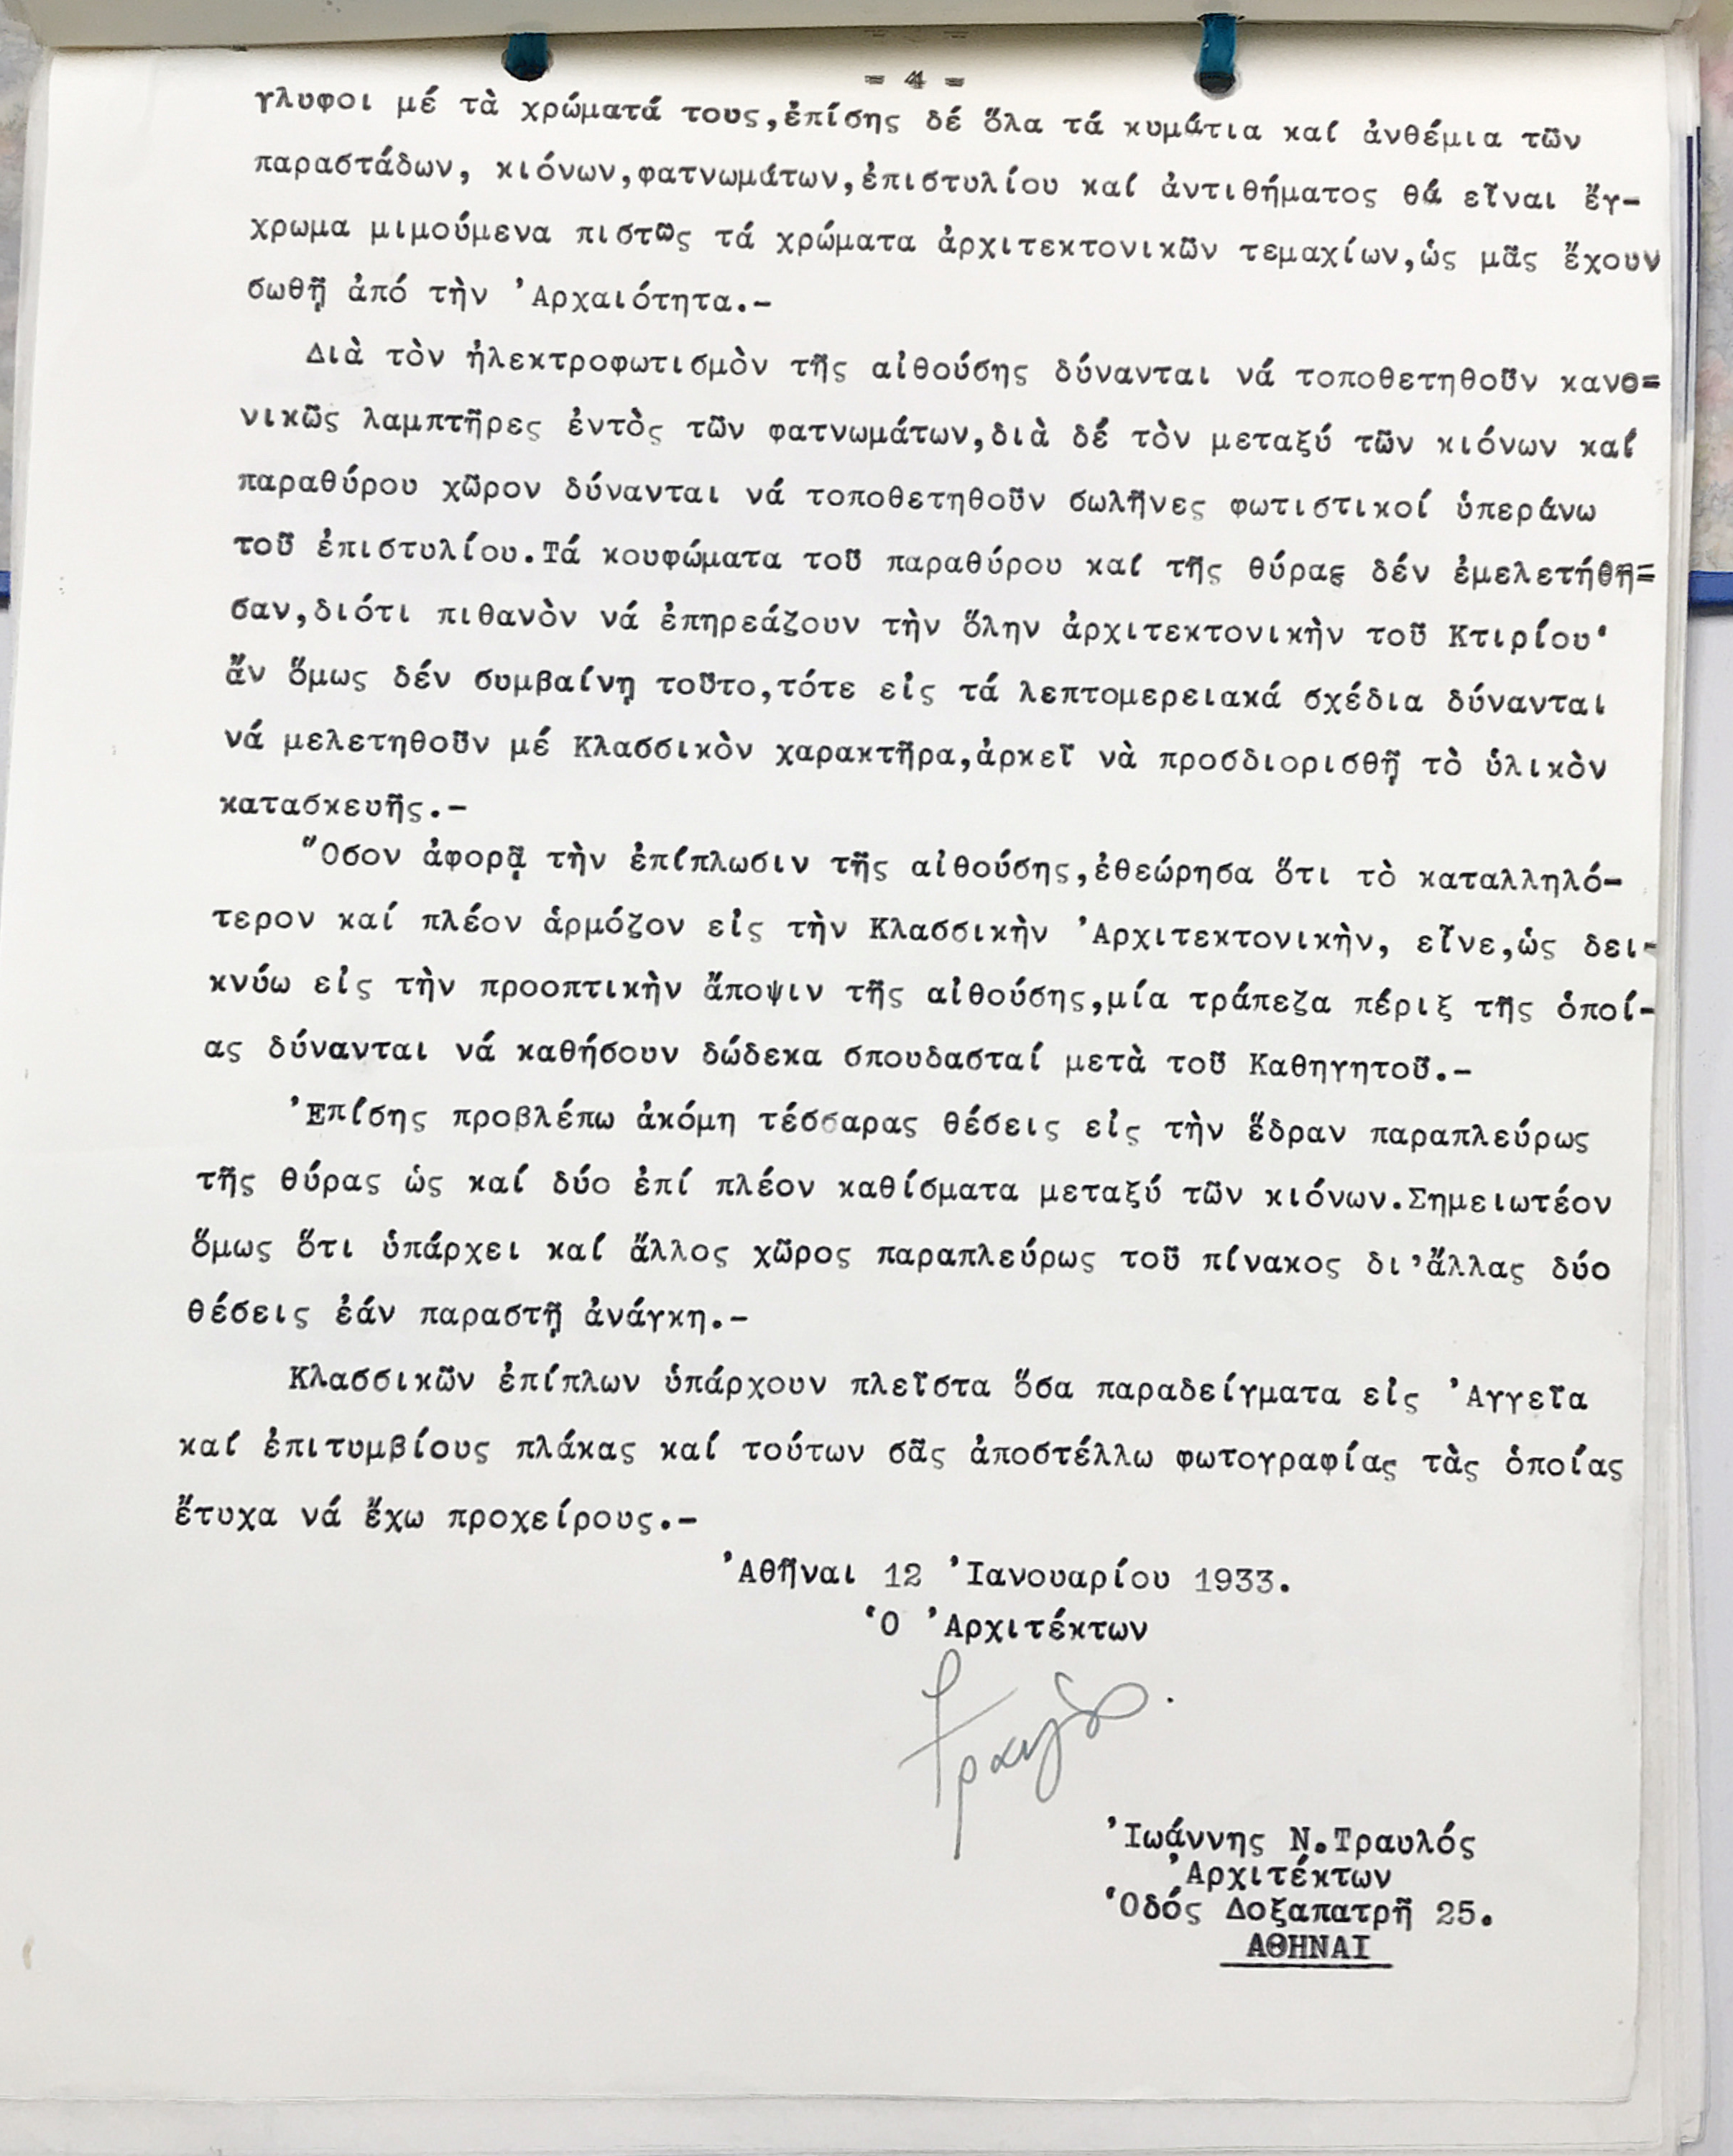 = 4 =
γλυφοι μέ τὰ χρώματά τους,ἐπίσης δέ ὅλα τά κυμάτια καί ἀνθέμια τῶν
παραστάδων, κιόνων,φατνωμάτων,ἐπιστυλίου καί ἀντιθήματος θά εἶναι ἔγ-
χρωμα μιμούμενα πιστῶς τά χρώματα ἀρχιτεκτονικῶν τεμαχίων,ὡς μᾶς ἔχουν
σωθῆ ἀπό τὴν Ἀρχαιότητα.-
Διὰ τὸν ἠλεκτροφωτισμὸν τῆς αἰθούσης δύνανται νά τοποθετηθοῦν κανο=
νικῶς λαμπτῆρες ἐντὸς τῶν φατνωμάτων,διὰ δέ τὸν μεταξύ τῶν κιόνων καί
παραθύρου χῶρον δύνανται νά τοποθετηθοῦν σωλῆνες φωτιστικοί ὑπεράνω
τοῦ ἐπιστυλίου.Τά κουφώματα τοῦ παραθύρου καί τῆς θύρας δέν ἐμελετήθη=
σαν,διότι πιθανὸν νά ἐπηρεάζουν τὴν ὅλην ἀρχιτεκτονικὴν τοῦ Κτιρίου·
ἄν ὅμως δέν συμβαίνῃ τοῦτο,τότε εἰς τά λεπτομερειακά σχέδια δύνανται
νά μελετηθοῦν μέ Κλασσικὸν χαρακτῆρα,ἀρκεῖ νὰ προσδιορισθῇ τὸ ὑλικὸν
κατασκευῆς.-
Ὅσον ἀφορᾷ τὴν ἐπίπλωσιν τῆς αἰθούσης,ἐθεώρησα ὅτι τὸ καταλληλό-
τερον καί πλέον ἁρμόζον εἰς τὴν Κλασσικὴν Ἀρχιτεκτονικὴν, εἶνε,ὡς δει-
κνύω εἰς τὴν προοπτικὴν ἄποψιν τῆς αἰθούσης,μία τράπεζα πέριξ τῆς ὁποί-
ας δύνανται νά καθήσουν δώδεκα σπουδασταί μετὰ τοῦ Καθηγητοῦ.-
Ἐπίσης προβλέπω ἀκόμη τέσσαρας θέσεις εἰς τὴν ἕδραν παραπλεύρως
τῆς θύρας ὡς καί δύο ἐπί πλέον καθίσματα μεταξύ τῶν κιόνων.Σημειωτέον
ὅμως ὅτι ὑπάρχει καί ἄλλος χῶρος παραπλεύρως τοῦ πίνακος δι'ἄλλας δύο
θέσεις ἐάν παραστῇ ἀνάγκη.-
Κλασσικῶν ἐπίπλων ὑπάρχουν πλεῖστα ὅσα παραδείγματα εἰς Ἀγγεῖα
καί ἐπιτυμβίους πλάκας καί τούτων σᾶς ἀποστέλλω φωτογραφίας τὰς ὁποίας
ἔτυχα νά ἔχω προχείρους.-
Ἀθῆναι 12 Ἰανουαρίου 1933.
Ὁ Ἀρχιτέκτων
Ἰωάννης Ν.Τραυλός
Ἀρχιτέκτων
Ὁδός Δοξαπατρῆ 25.
ΑΘΗΝΑΙ